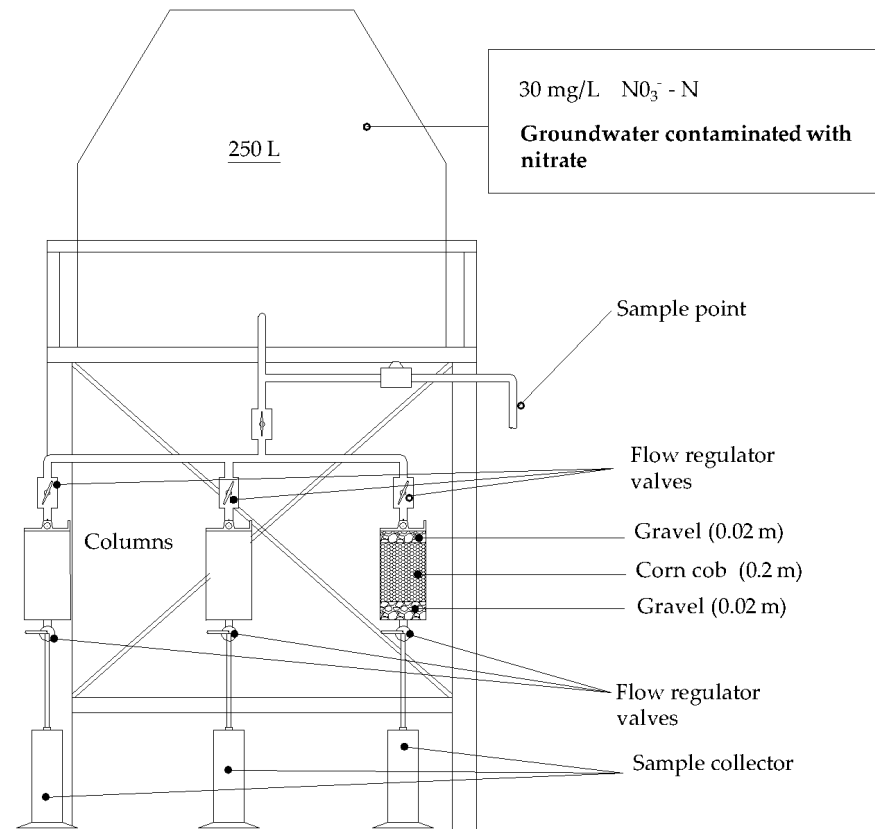 30 mg/L N0₃⁻ - N
Groundwater contaminated with
nitrate
250 L
Sample point
Flow regulator
valves
Columns
Gravel (0.02 m)
Corn cob (0.2 m)
Gravel (0.02 m)
Flow regulator
valves
Sample collector